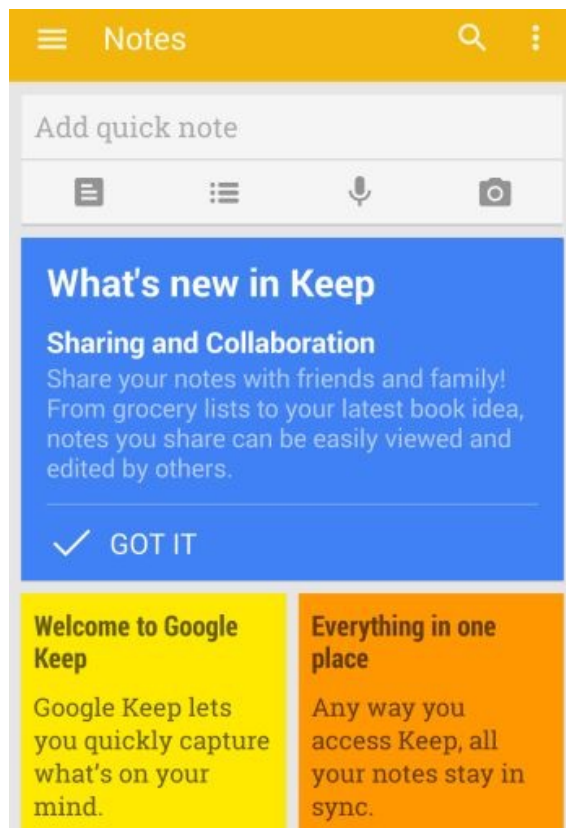 Notes
Add quick note
What's new in Keep
Sharing and Collaboration
Share your notes with friends and family!
From grocery lists to your latest book idea,
notes you share can be easily viewed and
edited by others.
GOT IT
Welcome to Google
Keep
Google Keep lets
you quickly capture
what's on your
mind.
Everything in one
place
Any way you
access Keep, all
your notes stay in
sync.